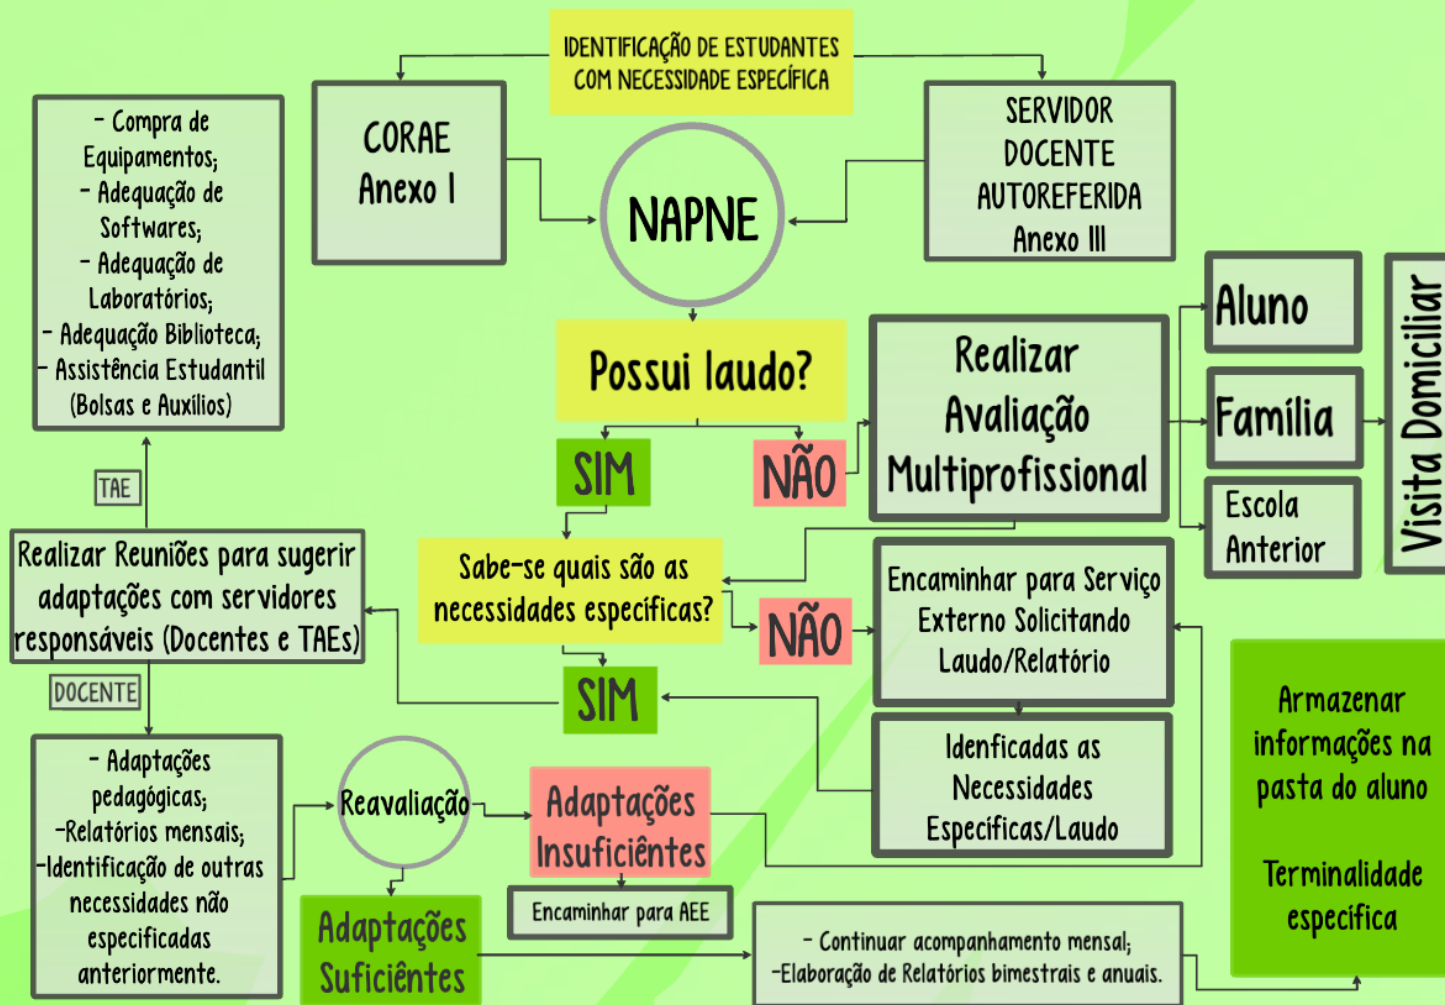 IDENTIFICAÇÃO DE ESTUDANTES
COM NECESSIDADE ESPECÍFICA
CORAE
Anexo I
SERVIDOR
DOCENTE
AUTOREFERIDA
Anexo III
NAPNE
- Compra de
Equipamentos;
- Adequação de
Softwares;
- Adequação de
Laboratórios;
- Adequação Biblioteca;
- Assistência Estudantil
(Bolsas e Auxílios)
Possui laudo?
SIM
NÃO
Realizar
Avaliação
Multiprofissional
Aluno
Família
Escola
Anterior
Visita Domiciliar
TAE
Realizar Reuniões para sugerir
adaptações com servidores
responsáveis (Docentes e TAEs)
DOCENTE
Sabe-se quais são as
necessidades específicas?
NÃO
SIM
Encaminhar para Serviço
Externo Solicitando
Laudo/Relatório
Idenficadas as
Necessidades
Específicas/Laudo
- Adaptações
pedagógicas;
-Relatórios mensais;
-Identificação de outras
necessidades não
especificadas
anteriormente.
Reavaliação
Adaptações
Insuficiêntes
Encaminhar para AEE
Adaptações
Suficiêntes
- Continuar acompanhamento mensal;
-Elaboração de Relatórios bimestrais e anuais.
Armazenar
informações na
pasta do aluno
Terminalidade
específica